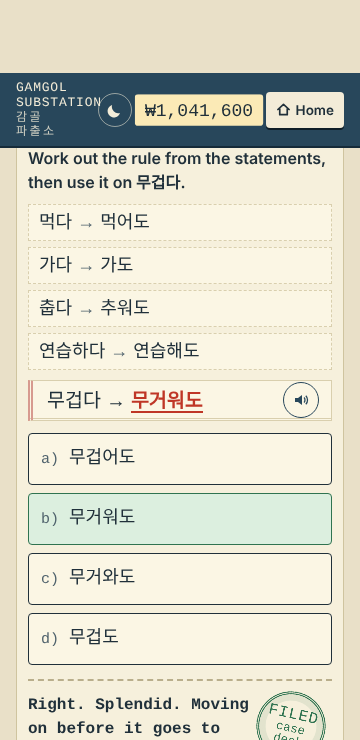 GAMGOL
SUBSTATION
감골
파출소
₩1,041,600
Home
Work out the rule from the statements,
then use it on 무겁다.
먹다 → 먹어도
가다 → 가도
춥다 → 추워도
연습하다 → 연습해도
무겁다 → 무거워도
a) 무겁어도
b) 무거워도
c) 무거와도
d) 무겁도
Right. Splendid. Moving
on before it goes to
FILED
case